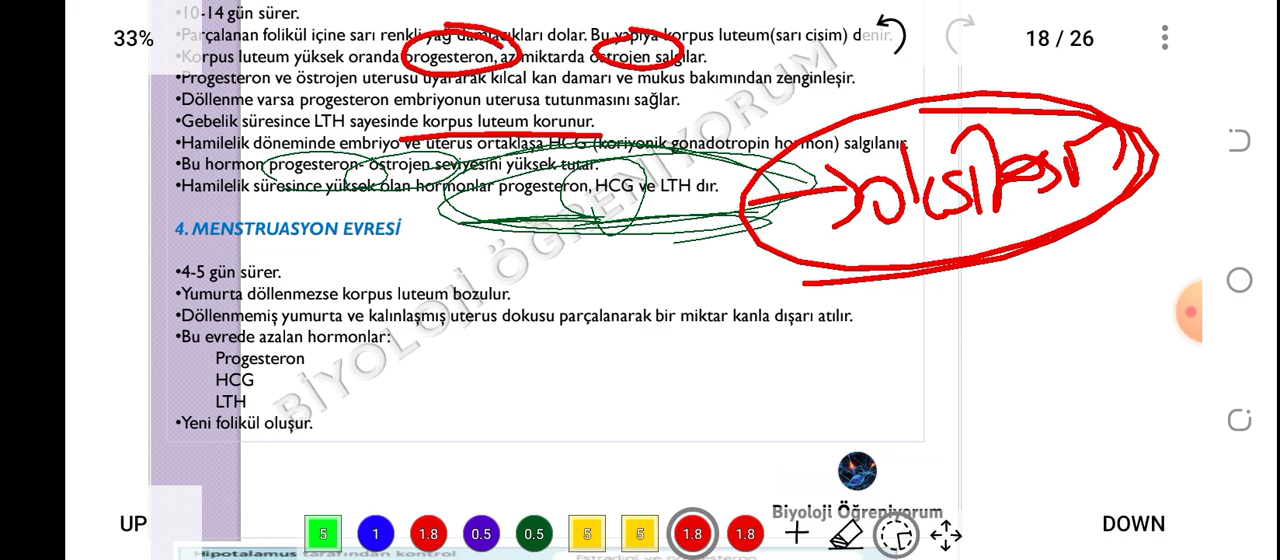 •10-14 gün sürer.
33%
18 / 26
•Parçalanan folikül içine sarı renkli yağ damlacıkları dolar. Bu yapıya korpus luteum(sarı cisim) denir.
•Korpus luteum yüksek oranda progesteron, az miktarda östrojen salgılar.
•Progesteron ve östrojen uterusu uyararak kılcal kan damarı ve mukus bakımından zenginleşir.
•Döllenme varsa progesteron embriyonun uterusa tutunmasını sağlar.
•Gebelik süresince LTH sayesinde korpus luteum korunur.
•Hamilelik döneminde embriyo ve uterus ortaklaşa HCG (koriyonik gonadotropin hormon) salgılanır.
•Bu hormon progesteron- östrojen seviyesini yüksek tutar.
•Hamilelik süresince yüksek olan hormonlar progesteron, HCG ve LTH dır.
4. MENSTRUASYON EVRESİ
•4-5 gün sürer.
•Yumurta döllenmezse korpus luteum bozulur.
•Döllenmemiş yumurta ve kalınlaşmış uterus dokusu parçalanarak bir miktar kanla dışarı atılır.
•Bu evrede azalan hormonlar:
Progesteron
HCG
LTH
•Yeni folikül oluşur.
BİYOLOJİ ÖĞRENİYORUM
Biyoloji Öğreniyorum
UP
5 1 1.8 0.5 0.5 5 5 1.8 1.8
DOWN
Hipotalamus tarafından kontrol
Estradiol ve progesteron